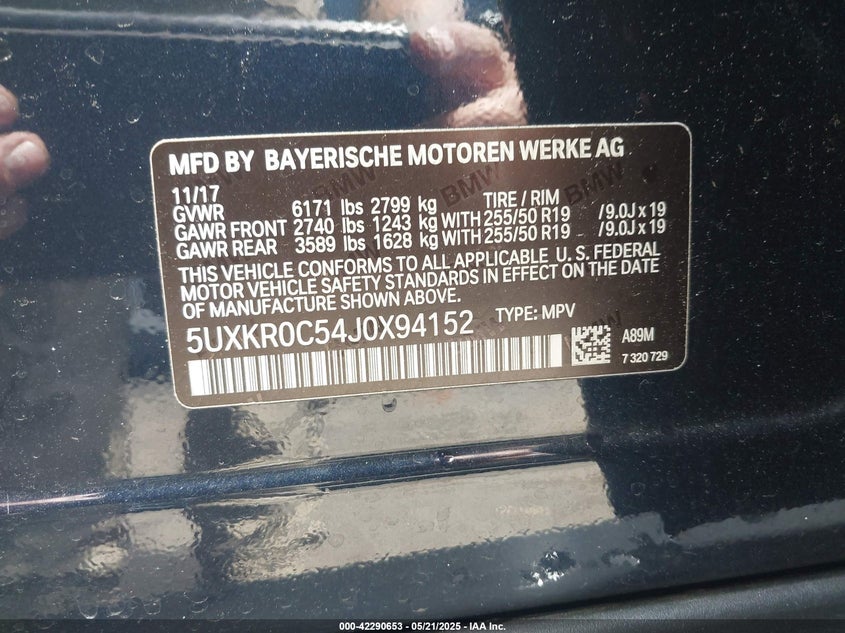 MFD BY BAYERISCHE MOTOREN WERKE AG
11/17 TIRE / RIM
GVWR 6171 lbs 2799 kg
GAWR FRONT 2740 lbs 1243 kg WITH 255/50 R19 /9.0J x 19
GAWR REAR 3589 lbs 1628 kg WITH 255/50 R19 /9.0J x 19
THIS VEHICLE CONFORMS TO ALL APPLICABLE U. S. FEDERAL
MOTOR VEHICLE SAFETY STANDARDS IN EFFECT ON THE DATE
OF MANUFACTURE SHOWN ABOVE.
5UXKR0C54J0X94152 TYPE: MPV
A89M
7 320 729
000-42290653 - 05/21/2025 - IAA Inc.